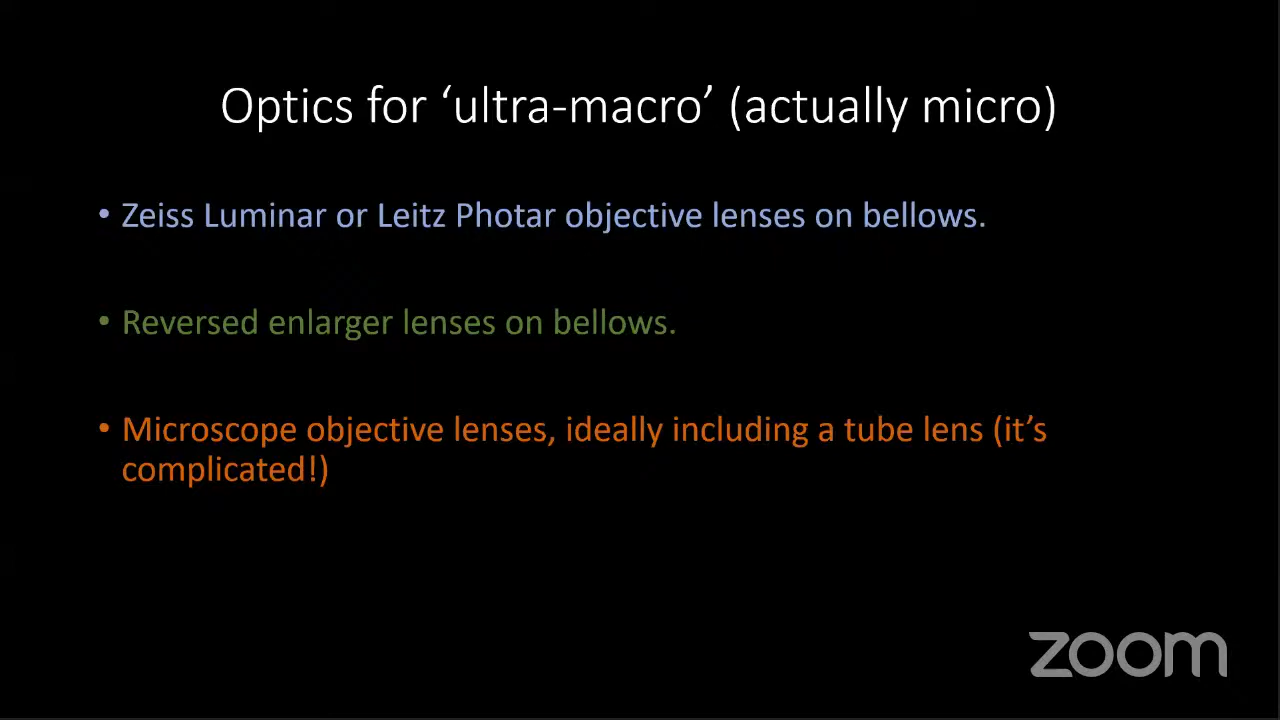 Optics for ‘ultra-macro’ (actually micro)
• Zeiss Luminar or Leitz Photar objective lenses on bellows.
• Reversed enlarger lenses on bellows.
• Microscope objective lenses, ideally including a tube lens (it’s
complicated!)
zoom